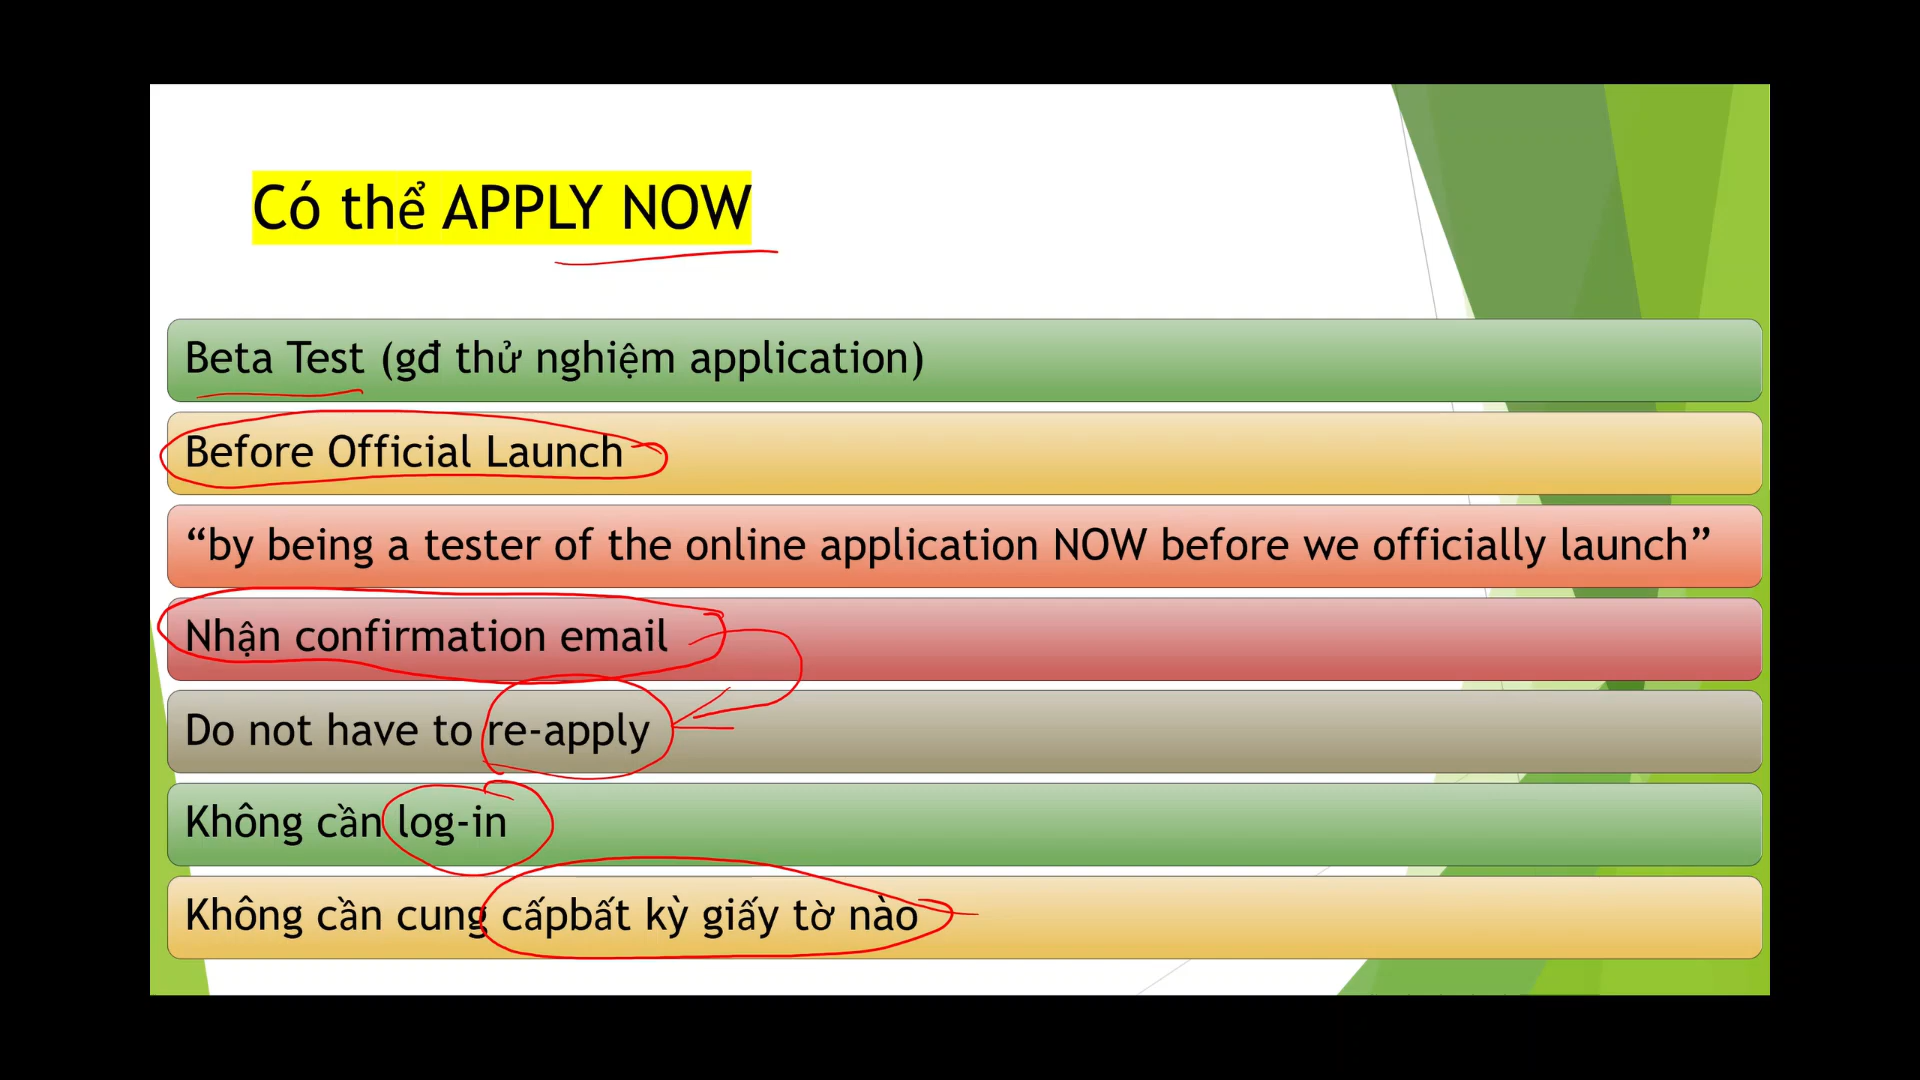 Có thể APPLY NOW
Beta Test (gđ thử nghiệm application)
Before Official Launch
“by being a tester of the online application NOW before we officially launch”
Nhận confirmation email
Do not have to re-apply
Không cần log-in
Không cần cung cấpbất kỳ giấy tờ nào